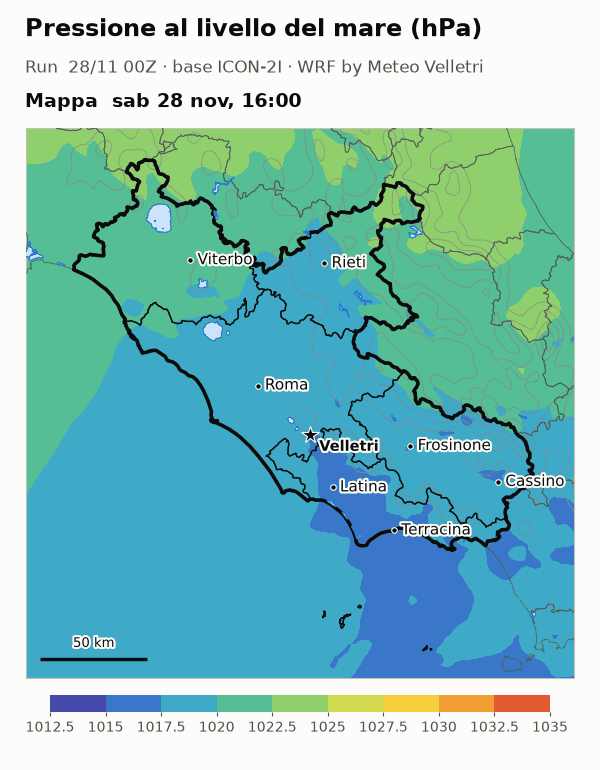 Pressione al livello del mare (hPa)
Run  28/11 00Z · base ICON-2I · WRF by Meteo Velletri
Mappa  sab 28 nov, 16:00
Viterbo
Rieti
Roma
Velletri
Frosinone
Latina
Cassino
Terracina
50 km
1012.5 1015 1017.5 1020 1022.5 1025 1027.5 1030 1032.5 1035